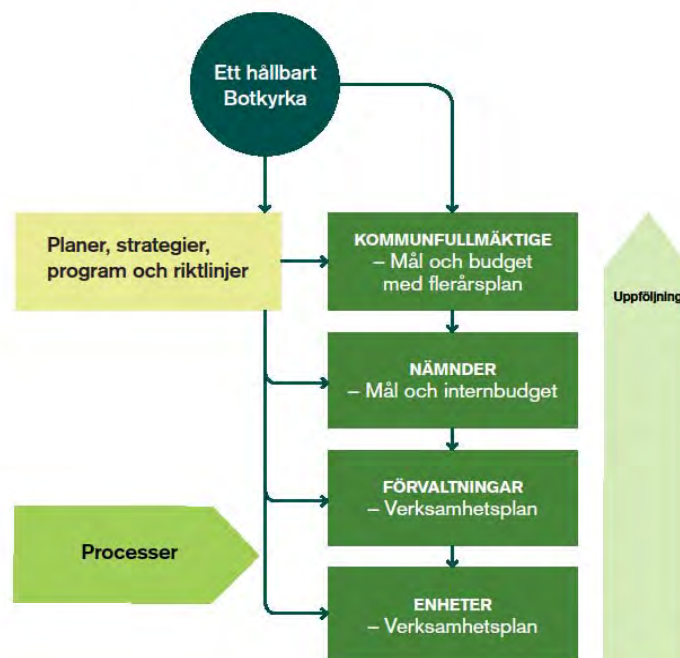 Ett hållbart
Botkyrka
Planer, strategier,
program och riktlinjer
KOMMUNFULLMÄKTIGE
– Mål och budget
med flerårsplan
Uppföljning
NÄMNDER
– Mål och internbudget
FÖRVALTNINGAR
– Verksamhetsplan
Processer
ENHETER
– Verksamhetsplan